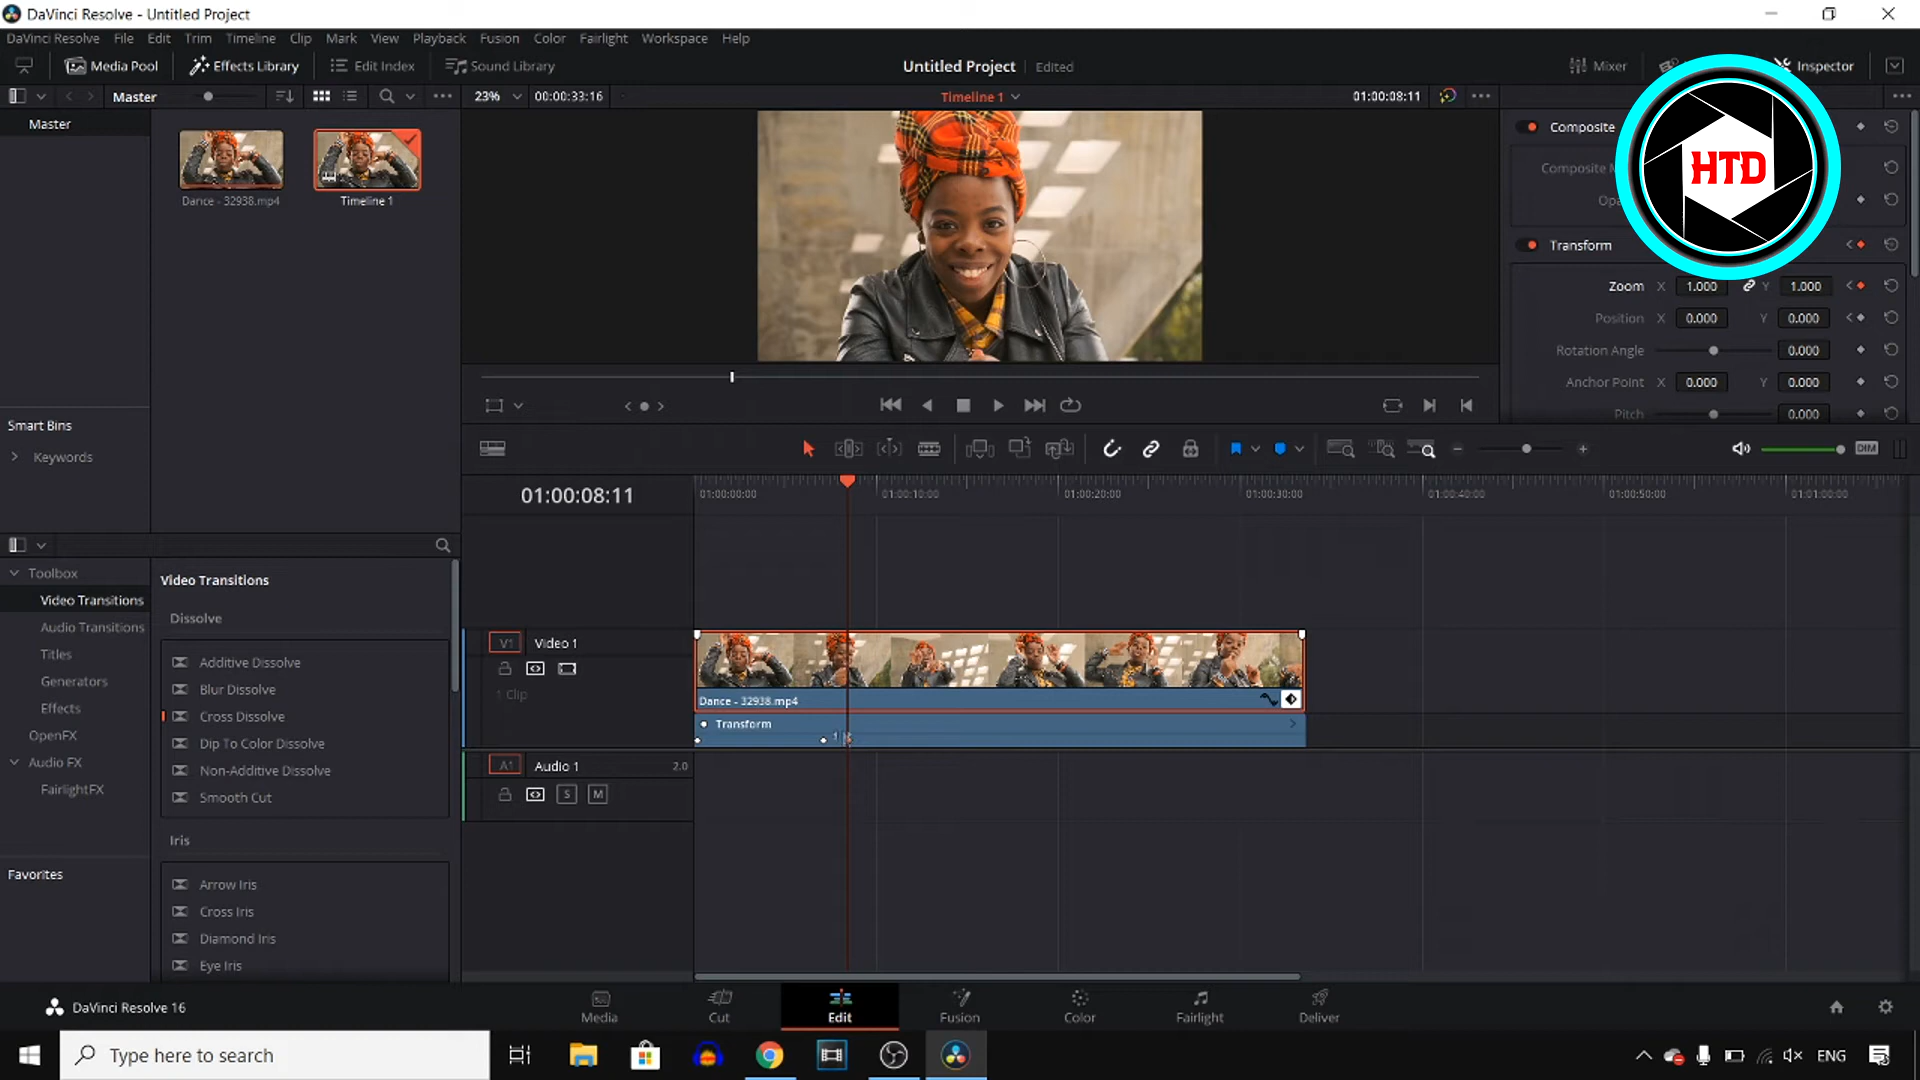 DaVinci Resolve - Untitled Project
DaVinci Resolve File Edit Trim Timeline Clip Mark View Playback Fusion Color Fairlight Workspace Help
Media Pool Effects Library Edit Index Sound Library Untitled Project Edited Mixer Inspector
Master 23% 00:00:33:16 Timeline 1 01:00:08:11
Master
Dance - 32938.mp4 Timeline 1
Composite
Composite
HTD
Transform
Zoom X 1.000 Y 1.000
Position X 0.000 Y 0.000
Rotation Angle 0.000
Anchor Point X 0.000 Y 0.000
Pitch 0.000
Smart Bins
Keywords
DIM
01:00:08:11
01:00:00:00 01:00:10:00 01:00:20:00 01:00:30:00 01:00:40:00 01:00:50:00 01:01:00:00
Toolbox
Video Transitions
Audio Transitions
Titles
Generators
Effects
OpenFX
Audio FX
FairlightFX
Favorites
Video Transitions
Dissolve
Additive Dissolve
Blur Dissolve
Cross Dissolve
Dip To Color Dissolve
Non-Additive Dissolve
Smooth Cut
Iris
Arrow Iris
Cross Iris
Diamond Iris
Eye Iris
V1 Video 1
1 Clip
Dance - 32938.mp4
Transform
A1 Audio 1 2.0
S M
DaVinci Resolve 16
Media Cut Edit Fusion Color Fairlight Deliver
Type here to search
ENG